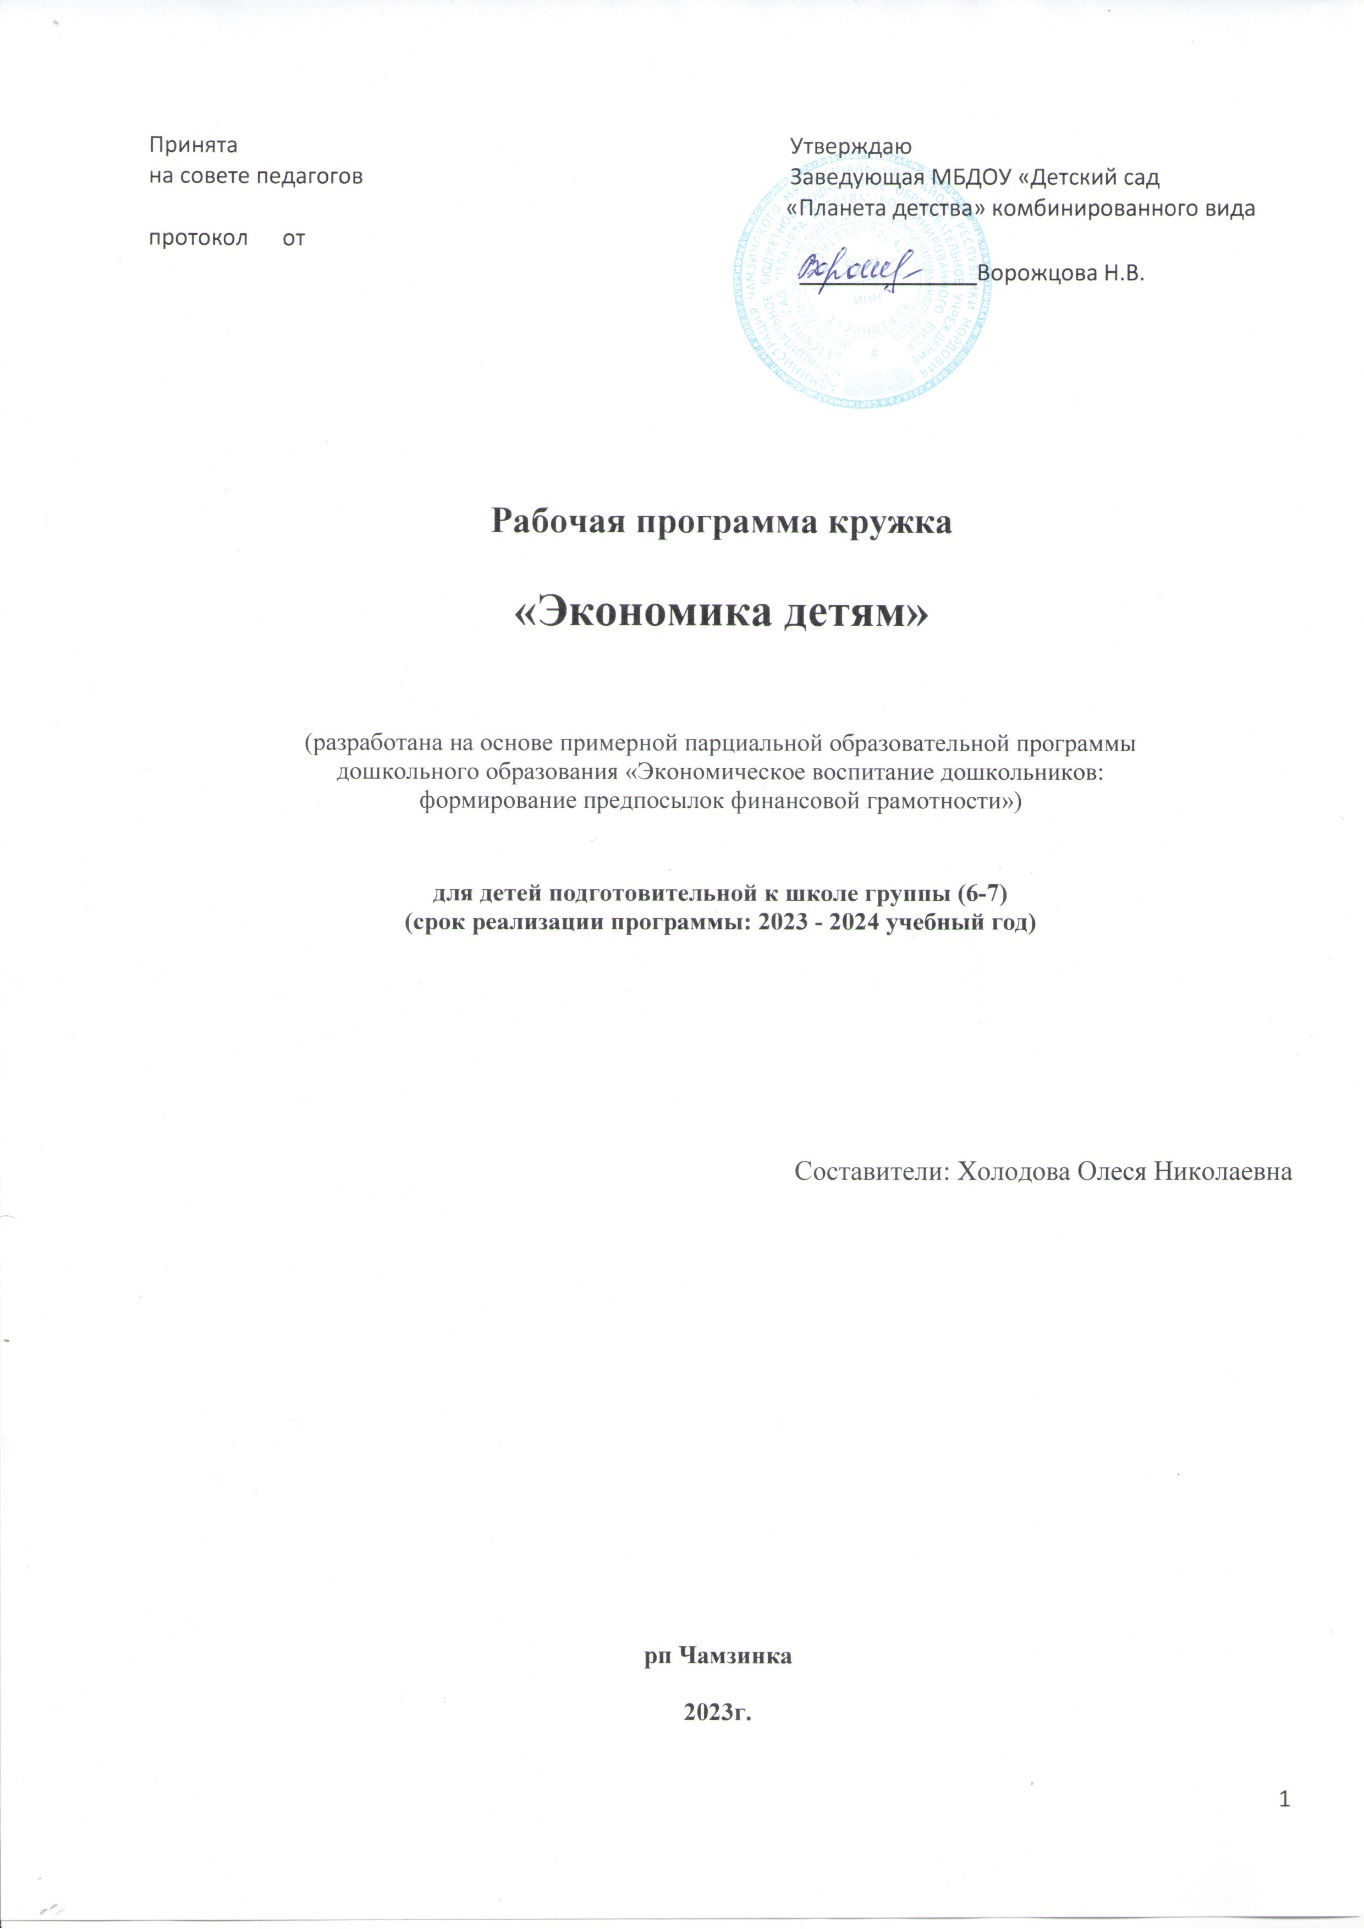 Принята
на совете педагогов
протокол от
Утверждаю
Заведующая МБДОУ «Детский сад
«Планета детства» комбинированного вида
Ворожцова Н.В.
Рабочая программа кружка
«Экономика детям»
(разработана на основе примерной парциальной образовательной программы
дошкольного образования «Экономическое воспитание дошкольников:
формирование предпосылок финансовой грамотности»)
для детей подготовительной к школе группы (6-7)
(срок реализации программы: 2023 - 2024 учебный год)
Составители: Холодова Олеся Николаевна
рп Чамзинка
2023г.
1